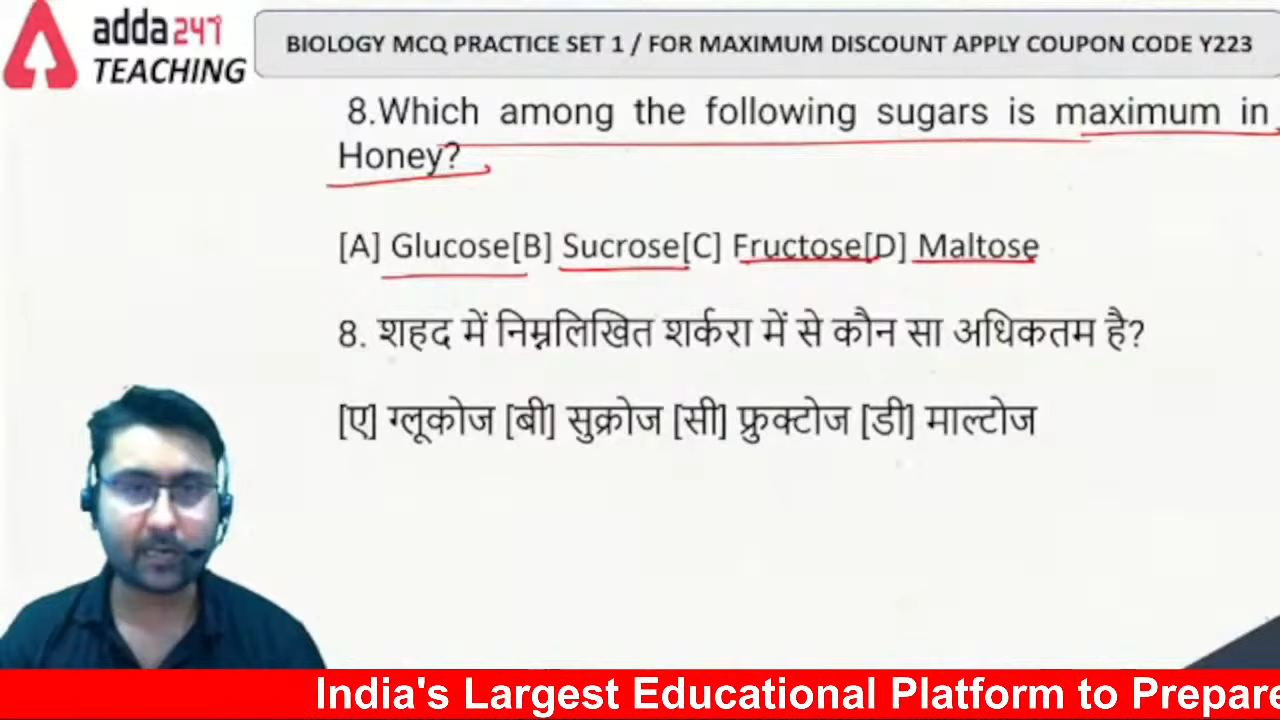 adda247
TEACHING
BIOLOGY MCQ PRACTICE SET 1 / FOR MAXIMUM DISCOUNT APPLY COUPON CODE Y223
8.Which among the following sugars is maximum in
Honey?
[A] Glucose[B] Sucrose[C] Fructose[D] Maltose
8. शहद में निम्नलिखित शर्करा में से कौन सा अधिकतम है?
[ए] ग्लूकोज [बी] सुक्रोज [सी] फ्रुक्टोज [डी] माल्टोज
India's Largest Educational Platform to Prepare